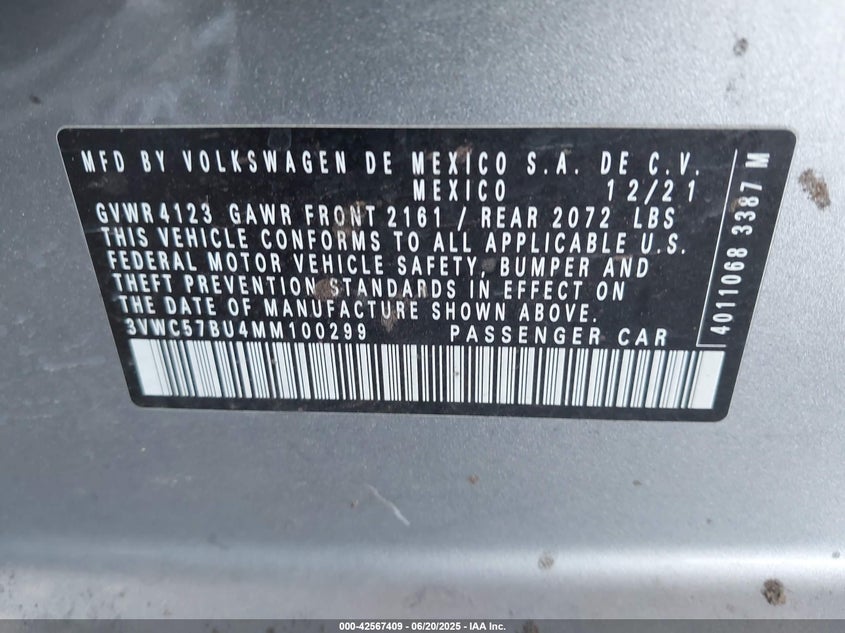 MFD BY VOLKSWAGEN DE MEXICO S.A. DE C.V.
MEXICO 12/21
GVWR4123 GAWR FRONT 2161 / REAR 2072 LBS
THIS VEHICLE CONFORMS TO ALL APPLICABLE U.S.
FEDERAL MOTOR VEHICLE SAFETY, BUMPER AND
THEFT PREVENTION STANDARDS IN EFFECT ON
THE DATE OF MANUFACTURE SHOWN ABOVE.
3VWC57BU4MM100299 PASSENGER CAR
4011068 3387 M
000-42567409 - 06/20/2025 - IAA Inc.